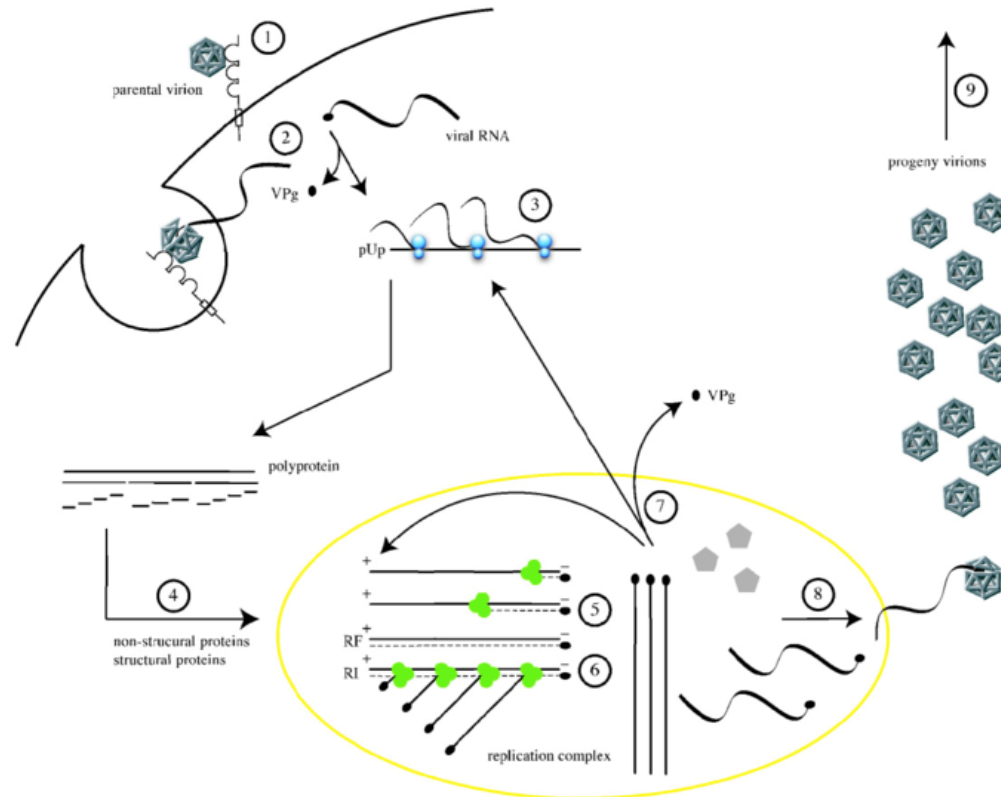 1
parental virion
2
viral RNA
VPg
3
pUp
9
progeny virions
VPg
polyprotein
7
4
non-strucural proteins
structural proteins
+ −
+ − 5
8
RF + −
RI + − 6
replication complex